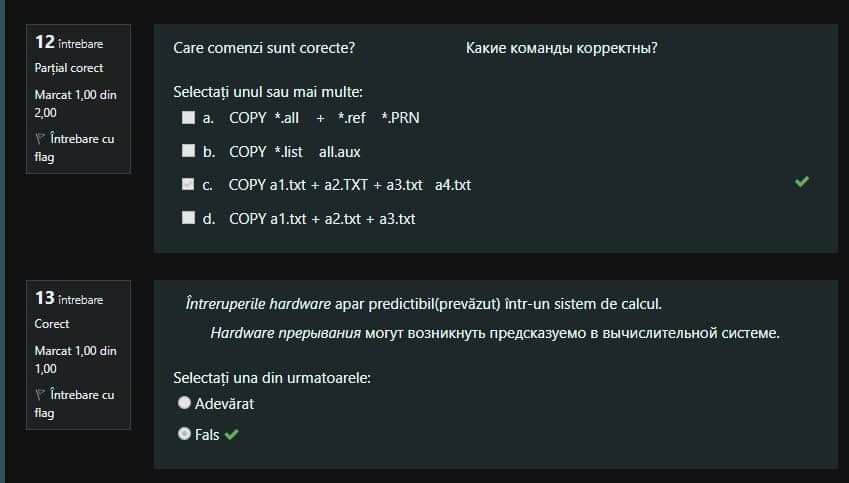 12 întrebare
Parțial corect
Marcat 1,00 din
2,00
Întrebare cu
flag
Care comenzi sunt corecte? Какие команды корректны?
Selectați unul sau mai multe:
a. COPY *.all + *.ref *.PRN
b. COPY *.list all.aux
c. COPY a1.txt + a2.TXT + a3.txt a4.txt
d. COPY a1.txt + a2.txt + a3.txt
13 întrebare
Corect
Marcat 1,00 din
1,00
Întrebare cu
flag
Întreruperile hardware apar predictibil(prevăzut) într-un sistem de calcul.
Hardware прерывания могут возникнуть предсказуемо в вычислительной системе.
Selectați una din urmatoarele:
Adevărat
Fals